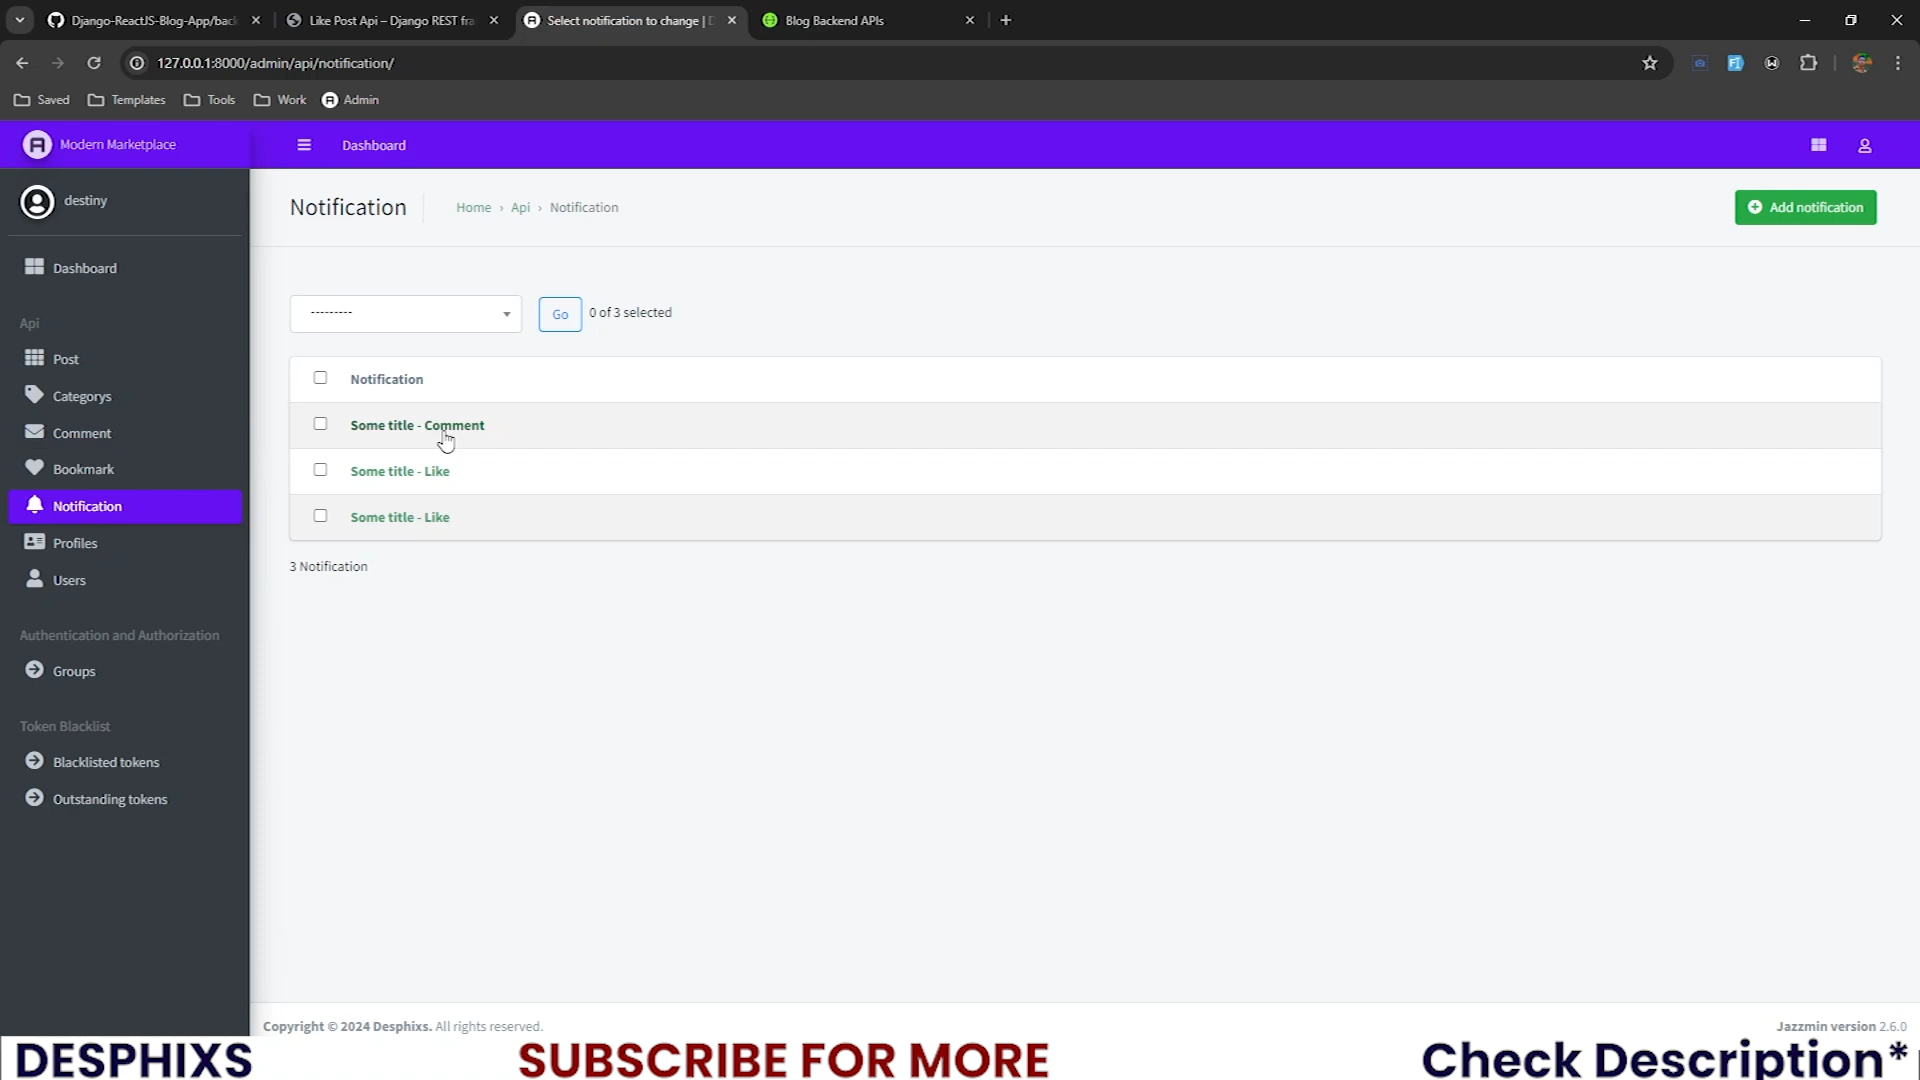 Django-ReactJS-Blog-App/back
Like Post Api – Django REST fra
Select notification to change | D
Blog Backend APIs
127.0.0.1:8000/admin/api/notification/
Saved
Templates
Tools
Work
Admin
Modern Marketplace
Dashboard
destiny
Notification
Home › Api › Notification
Add notification
Dashboard
---------
Go
0 of 3 selected
Api
Post
Categorys
Comment
Bookmark
Notification
Profiles
Users
Notification
Some title - Comment
Some title - Like
Some title - Like
3 Notification
Authentication and Authorization
Groups
Token Blacklist
Blacklisted tokens
Outstanding tokens
Copyright © 2024 Desphixs. All rights reserved.
Jazzmin version 2.6.0
DESPHIXS
SUBSCRIBE FOR MORE
Check Description*